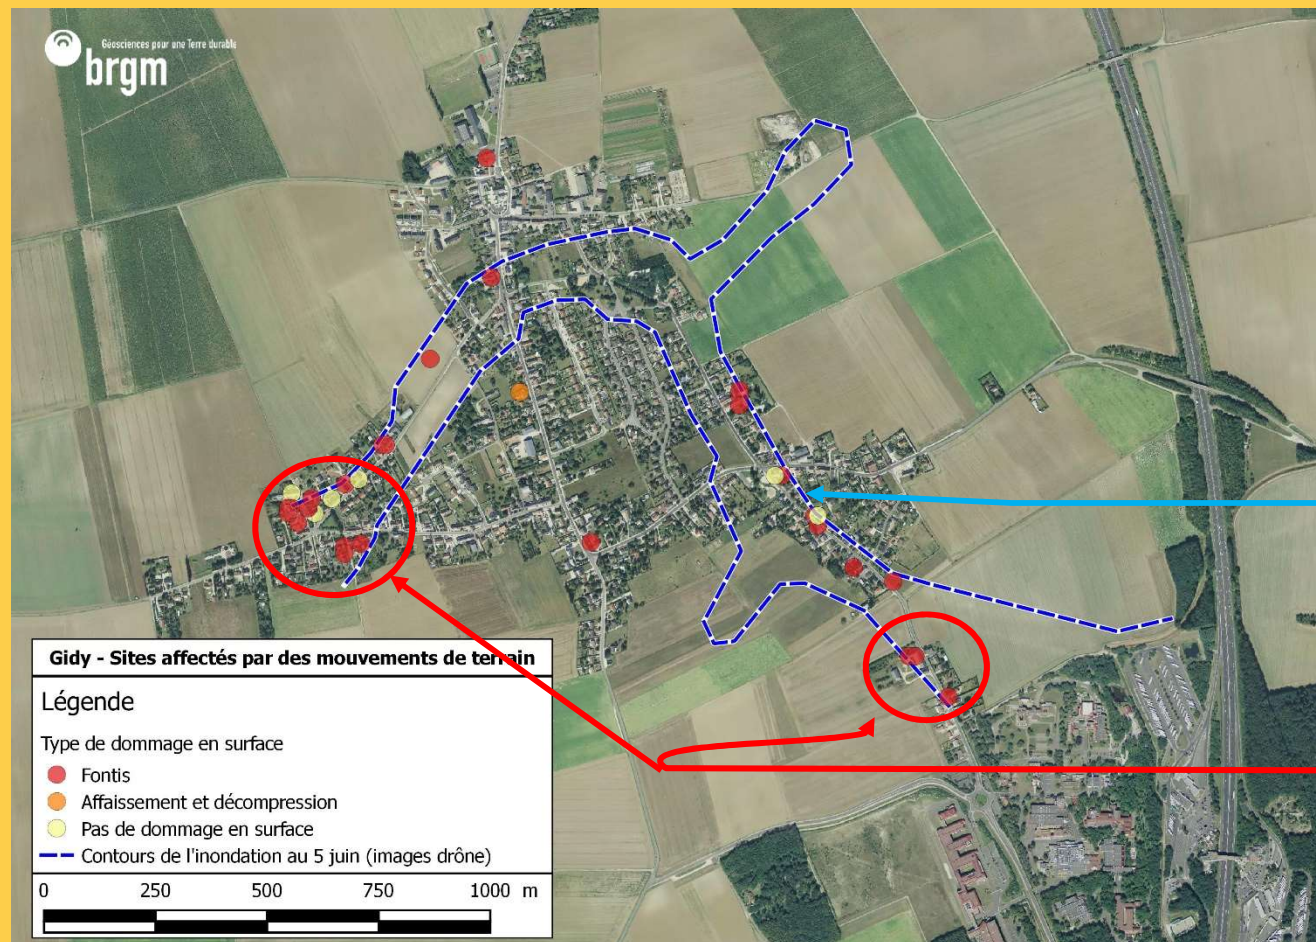 Géosciences pour une Terre durable
brgm
Gidy - Sites affectés par des mouvements de terrain
Légende
Type de dommage en surface
Fontis
Affaissement et décompression
Pas de dommage en surface
Contours de l'inondation au 5 juin (images drône)
0 250 500 750 1000 m